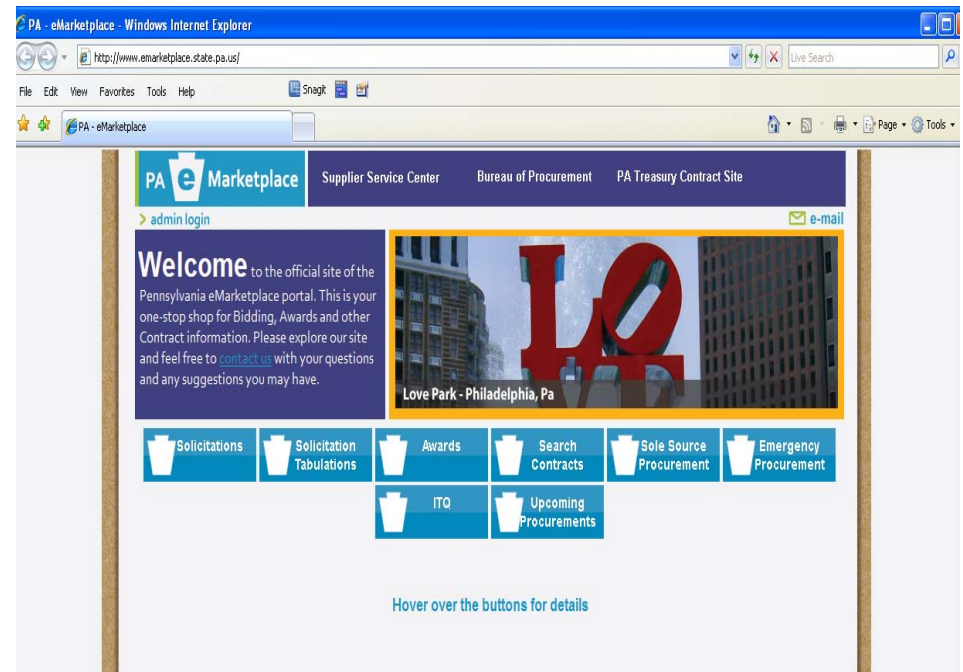 PA - eMarketplace - Windows Internet Explorer
http://www.emarketplace.state.pa.us/
Live Search
File Edit View Favorites Tools Help
Snagit
PA - eMarketplace
Page
Tools
PA e Marketplace
Supplier Service Center
Bureau of Procurement
PA Treasury Contract Site
> admin login
e-mail
Welcome to the official site of the
Pennsylvania eMarketplace portal. This is your
one-stop shop for Bidding, Awards and other
Contract information. Please explore our site
and feel free to contact us with your questions
and any suggestions you may have.
LOVE
Love Park - Philadelphia, Pa
Solicitations
Solicitation
Tabulations
Awards
Search
Contracts
Sole Source
Procurement
Emergency
Procurement
ITQ
Upcoming
Procurements
Hover over the buttons for details